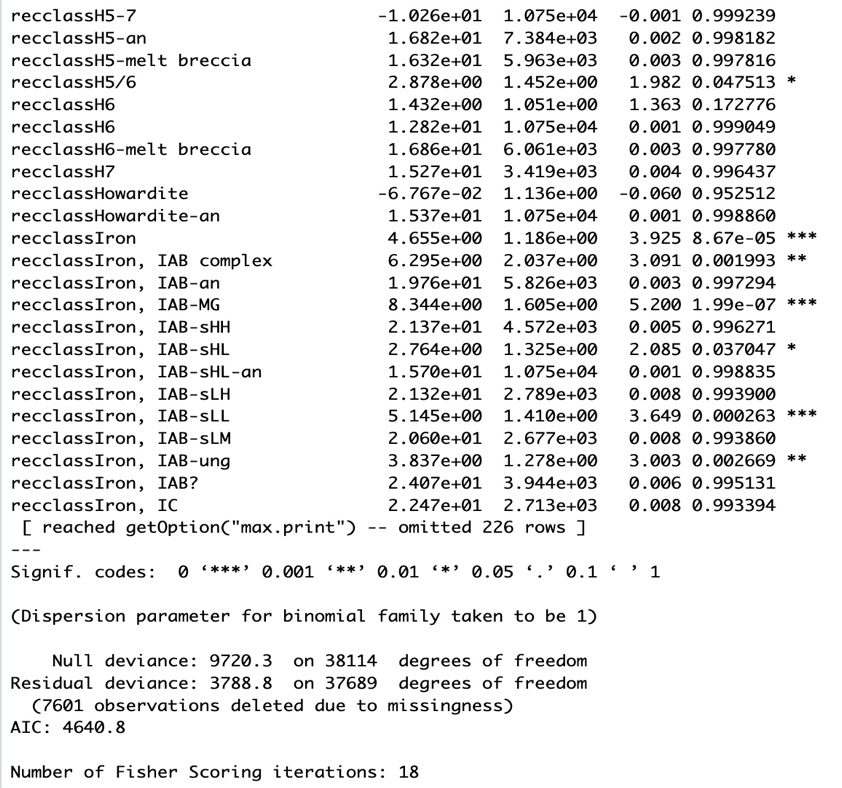 recclassH5-7 -1.026e+01 1.075e+04 -0.001 0.999239
recclassH5-an 1.682e+01 7.384e+03 0.002 0.998182
recclassH5-melt breccia 1.632e+01 5.963e+03 0.003 0.997816
recclassH5/6 2.878e+00 1.452e+00 1.982 0.047513 *
recclassH6 1.432e+00 1.051e+00 1.363 0.172776
recclassH6 1.282e+01 1.075e+04 0.001 0.999049
recclassH6-melt breccia 1.686e+01 6.061e+03 0.003 0.997780
recclassH7 1.527e+01 3.419e+03 0.004 0.996437
recclassHowardite -6.767e-02 1.136e+00 -0.060 0.952512
recclassHowardite-an 1.537e+01 1.075e+04 0.001 0.998860
recclassIron 4.655e+00 1.186e+00 3.925 8.67e-05 ***
recclassIron, IAB complex 6.295e+00 2.037e+00 3.091 0.001993 **
recclassIron, IAB-an 1.976e+01 5.826e+03 0.003 0.997294
recclassIron, IAB-MG 8.344e+00 1.605e+00 5.200 1.99e-07 ***
recclassIron, IAB-sHH 2.137e+01 4.572e+03 0.005 0.996271
recclassIron, IAB-sHL 2.764e+00 1.325e+00 2.085 0.037047 *
recclassIron, IAB-sHL-an 1.570e+01 1.075e+04 0.001 0.998835
recclassIron, IAB-sLH 2.132e+01 2.789e+03 0.008 0.993900
recclassIron, IAB-sLL 5.145e+00 1.410e+00 3.649 0.000263 ***
recclassIron, IAB-sLM 2.060e+01 2.677e+03 0.008 0.993860
recclassIron, IAB-ung 3.837e+00 1.278e+00 3.003 0.002669 **
recclassIron, IAB? 2.407e+01 3.944e+03 0.006 0.995131
recclassIron, IC 2.247e+01 2.713e+03 0.008 0.993394
[ reached getOption("max.print") -- omitted 226 rows ]
---
Signif. codes: 0 ‘***’ 0.001 ‘**’ 0.01 ‘*’ 0.05 ‘.’ 0.1 ‘ ’ 1
(Dispersion parameter for binomial family taken to be 1)
Null deviance: 9720.3 on 38114 degrees of freedom
Residual deviance: 3788.8 on 37689 degrees of freedom
(7601 observations deleted due to missingness)
AIC: 4640.8
Number of Fisher Scoring iterations: 18